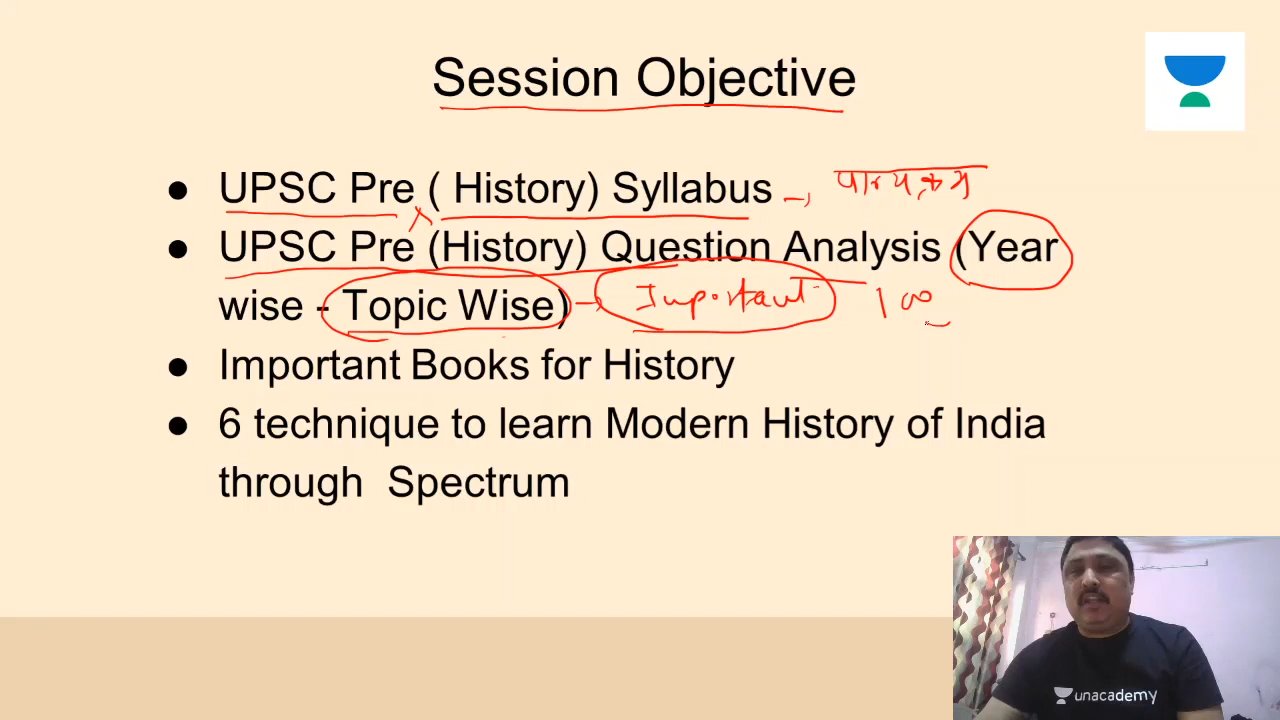 Session Objective
● UPSC Pre ( History) Syllabus → पाठ्यक्रम
● UPSC Pre (History) Question Analysis (Year
wise - Topic Wise) → Important 100
● Important Books for History
● 6 technique to learn Modern History of India
through Spectrum
unacademy